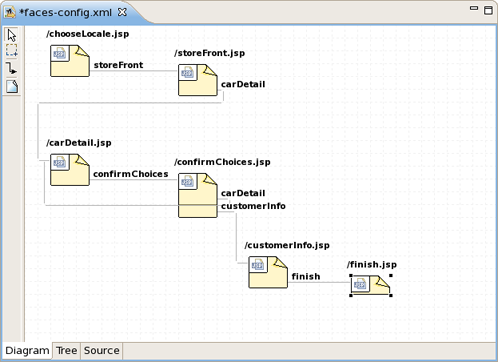 *faces-config.xml
/chooseLocale.jsp
storeFront
/storeFront.jsp
carDetail
/carDetail.jsp
confirmChoices
/confirmChoices.jsp
carDetail
customerInfo
/customerInfo.jsp
finish
/finish.jsp
Diagram Tree Source